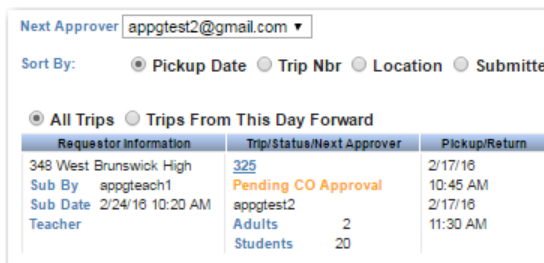 Next Approver appgtest2@gmail.com ▼
Sort By: Pickup Date Trip Nbr Location Submitte
All Trips Trips From This Day Forward
Requestor Information Trip/Status/Next Approver Pickup/Return
348 West Brunswick High 325 2/17/16
Sub By appgteach1 Pending CO Approval 10:45 AM
Sub Date 2/24/16 10:20 AM appgtest2 2/17/16
Teacher Adults 2 11:30 AM
Students 20